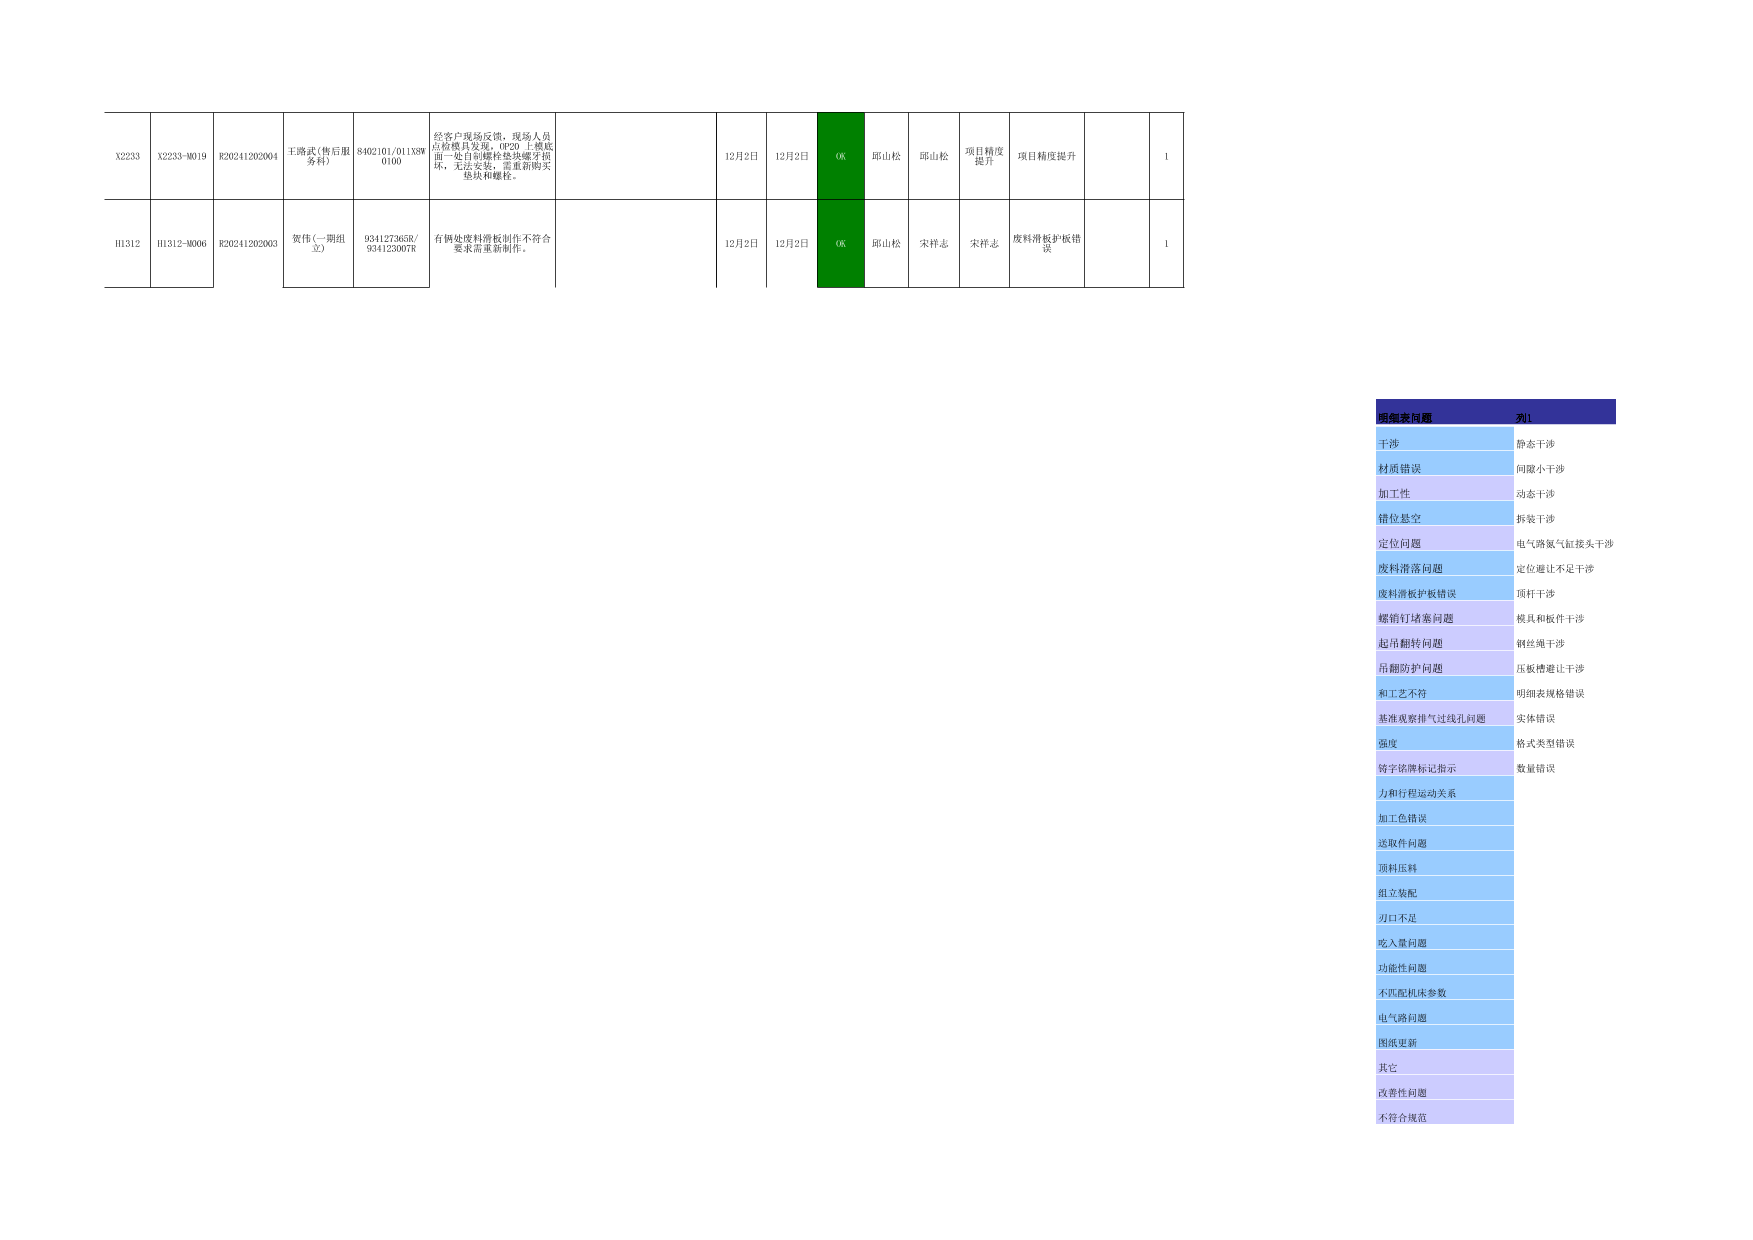 X2233 X2233-M019 R20241202004 王路武(售后服务科) 8402101/011X8W0100 经客户现场反馈，现场人员点检模具发现，OP20 上模底面一处自制螺栓垫块螺牙损坏，无法安装，需重新购买垫块和螺栓。 12月2日 12月2日 OK 邱山松 邱山松 项目精度提升 项目精度提升 1
H1312 H1312-M006 R20241202003 贺伟(一期组立) 934127365R/934123007R 有俩处废料滑板制作不符合要求需重新制作。 12月2日 12月2日 OK 邱山松 宋祥志 宋祥志 废料滑板护板错误 1
明细表问题 列1
干涉 静态干涉
材质错误 间隙小干涉
加工性 动态干涉
错位悬空 拆装干涉
定位问题 电气路氮气缸接头干涉
废料滑落问题 定位避让不足干涉
废料滑板护板错误 顶杆干涉
螺销钉堵塞问题 模具和板件干涉
起吊翻转问题 钢丝绳干涉
吊翻防护问题 压板槽避让干涉
和工艺不符 明细表规格错误
基准观察排气过线孔问题 实体错误
强度 格式类型错误
铸字铭牌标记指示 数量错误
力和行程运动关系
加工色错误
送取件问题
顶料压料
组立装配
刃口不足
吃入量问题
功能性问题
不匹配机床参数
电气路问题
图纸更新
其它
改善性问题
不符合规范